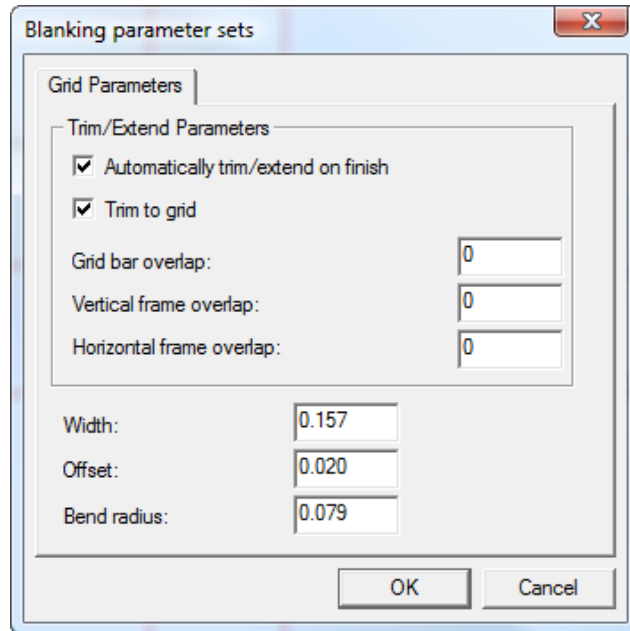 Blanking parameter sets
Grid Parameters
Trim/Extend Parameters
Automatically trim/extend on finish
Trim to grid
Grid bar overlap: 0
Vertical frame overlap: 0
Horizontal frame overlap: 0
Width: 0.157
Offset: 0.020
Bend radius: 0.079
OK Cancel